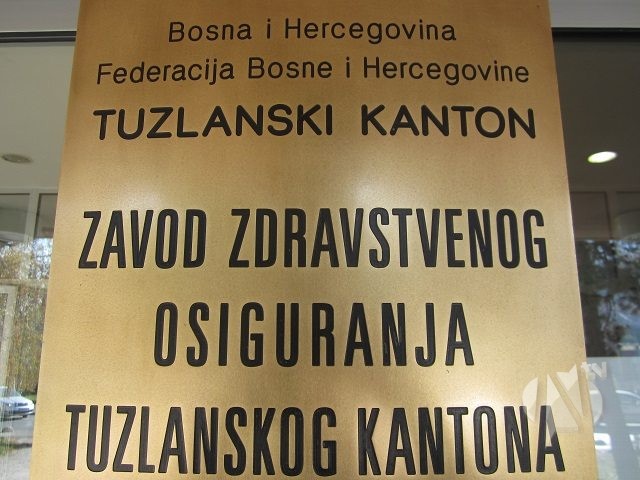 Bosna i Hercegovina
Federacija Bosne i Hercegovine
TUZLANSKI KANTON
ZAVOD ZDRAVSTVENOG
OSIGURANJA
TUZLANSKOG KANTONA